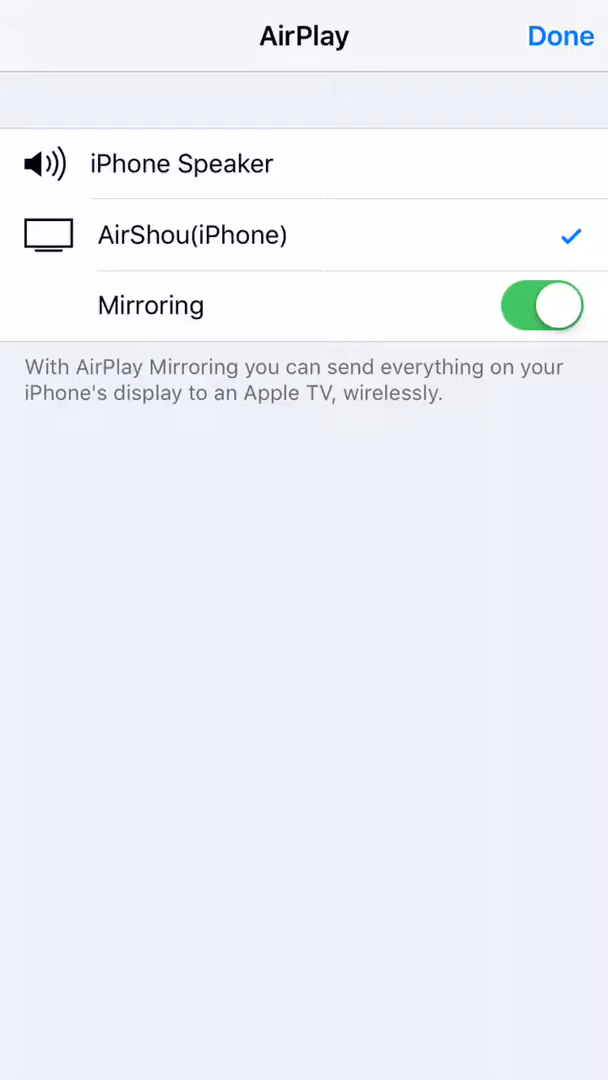 AirPlay
Done
iPhone Speaker
AirShou(iPhone)
Mirroring
With AirPlay Mirroring you can send everything on your
iPhone's display to an Apple TV, wirelessly.